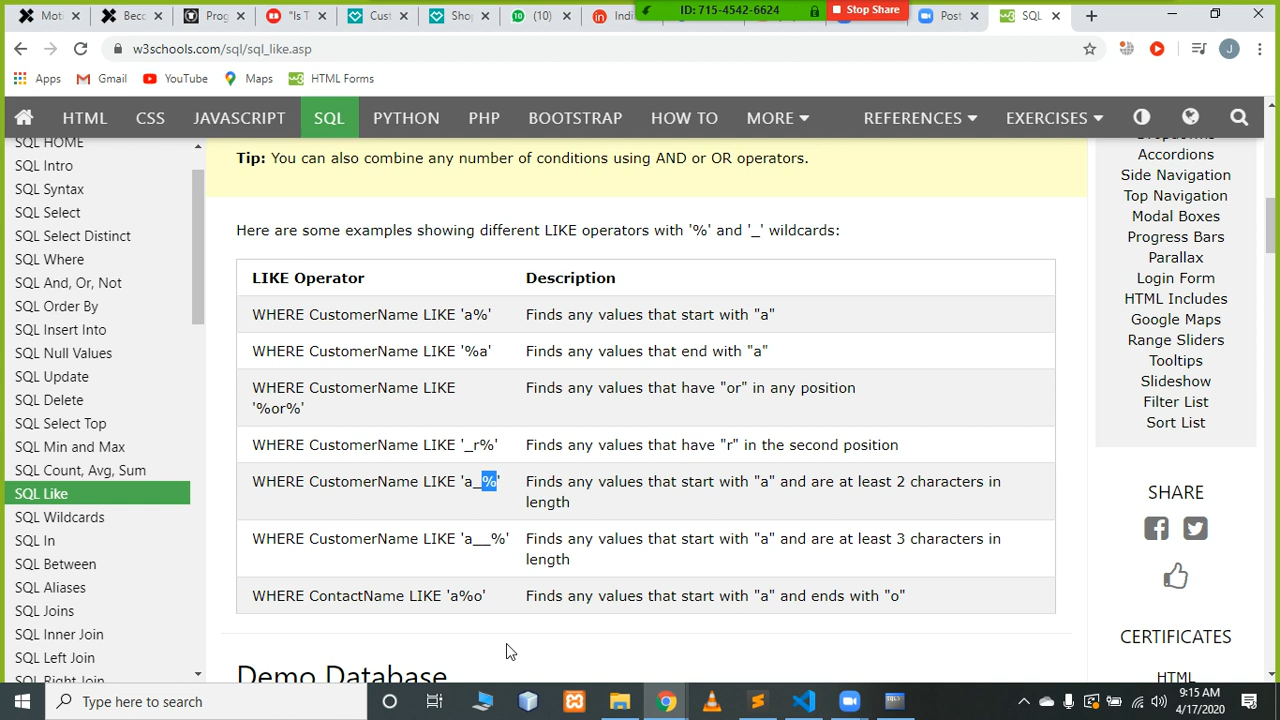 Moti
Becc
Prog
"Is T
Cust
Shop
(10)
Indi
ID: 715-4542-6624
Stop Share
Post
SQL
w3schools.com/sql/sql_like.asp
J
Apps
Gmail
YouTube
Maps
HTML Forms
HTML
CSS
JAVASCRIPT
SQL
PYTHON
PHP
BOOTSTRAP
HOW TO
MORE
REFERENCES
EXERCISES
SQL HOME
SQL Intro
SQL Syntax
SQL Select
SQL Select Distinct
SQL Where
SQL And, Or, Not
SQL Order By
SQL Insert Into
SQL Null Values
SQL Update
SQL Delete
SQL Select Top
SQL Min and Max
SQL Count, Avg, Sum
SQL Like
SQL Wildcards
SQL In
SQL Between
SQL Aliases
SQL Joins
SQL Inner Join
SQL Left Join
SQL Right Join
Tip: You can also combine any number of conditions using AND or OR operators.
Here are some examples showing different LIKE operators with '%' and '_' wildcards:
LIKE Operator Description
WHERE CustomerName LIKE 'a%' Finds any values that start with "a"
WHERE CustomerName LIKE '%a' Finds any values that end with "a"
WHERE CustomerName LIKE Finds any values that have "or" in any position
'%or%'
WHERE CustomerName LIKE '_r%' Finds any values that have "r" in the second position
WHERE CustomerName LIKE 'a_%' Finds any values that start with "a" and are at least 2 characters in
length
WHERE CustomerName LIKE 'a__%' Finds any values that start with "a" and are at least 3 characters in
length
WHERE ContactName LIKE 'a%o' Finds any values that start with "a" and ends with "o"
Demo Database
Accordions
Side Navigation
Top Navigation
Modal Boxes
Progress Bars
Parallax
Login Form
HTML Includes
Google Maps
Range Sliders
Tooltips
Slideshow
Filter List
Sort List
SHARE
CERTIFICATES
HTML
Type here to search
9:15 AM
4/17/2020